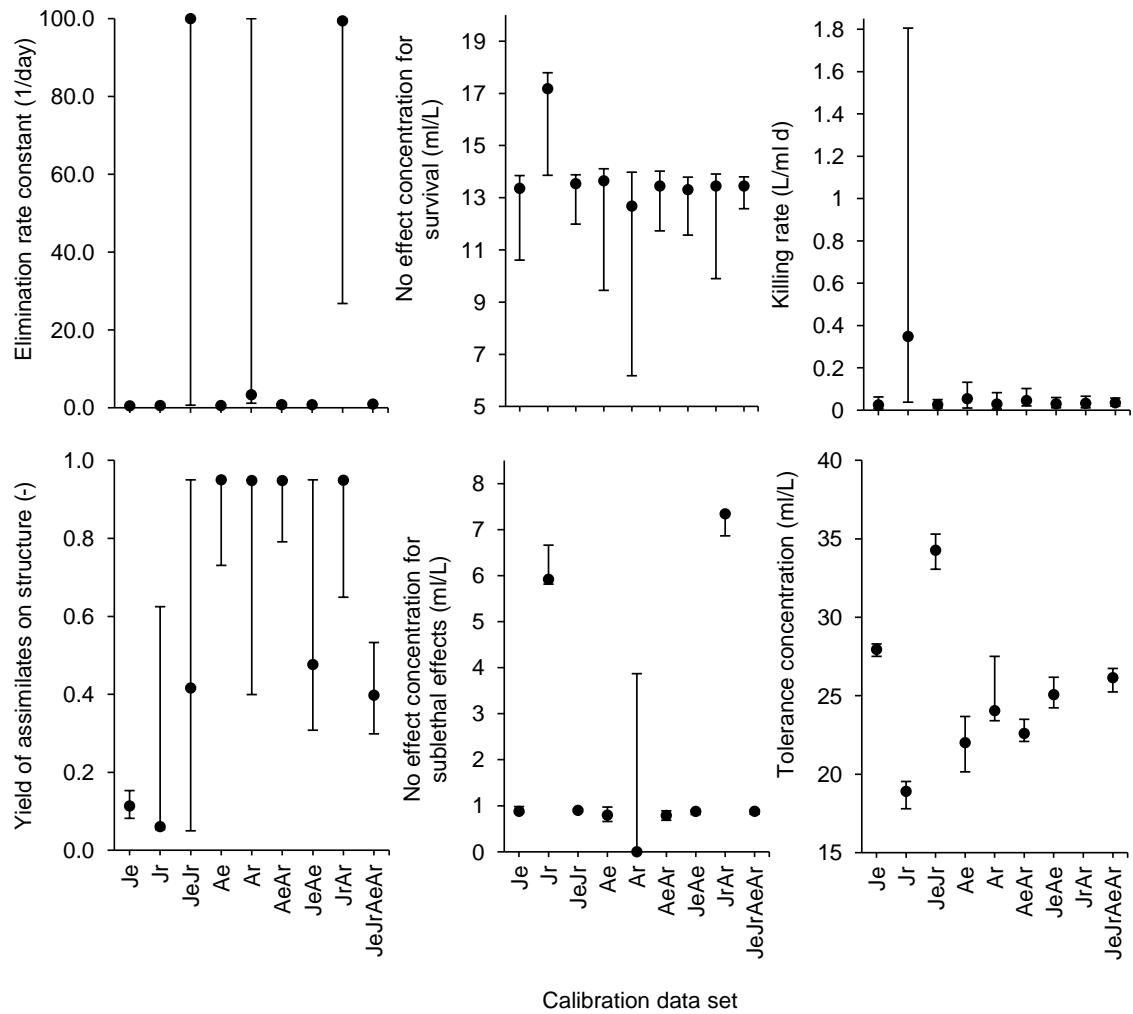 Elimination rate constant (1/day)
100.0
80.0
60.0
40.0
20.0
0.0
No effect concentration for
survival (ml/L)
19
17
15
13
11
9
7
5
Killing rate (L/ml d)
1.8
1.6
1.4
1.2
1
0.8
0.6
0.4
0.2
0
Yield of assimilates on structure (-)
1.0
0.8
0.6
0.4
0.2
0.0
Je
Jr
JeJr
Ae
Ar
AeAr
JeAe
JrAr
JeJrAeAr
No effect concentration for
sublethal effects (ml/L)
8
7
6
5
4
3
2
1
0
Je
Jr
JeJr
Ae
Ar
AeAr
JeAe
JrAr
JeJrAeAr
Tolerance concentration (ml/L)
40
35
30
25
20
15
Je
Jr
JeJr
Ae
Ar
AeAr
JeAe
JrAr
JeJrAeAr
Calibration data set